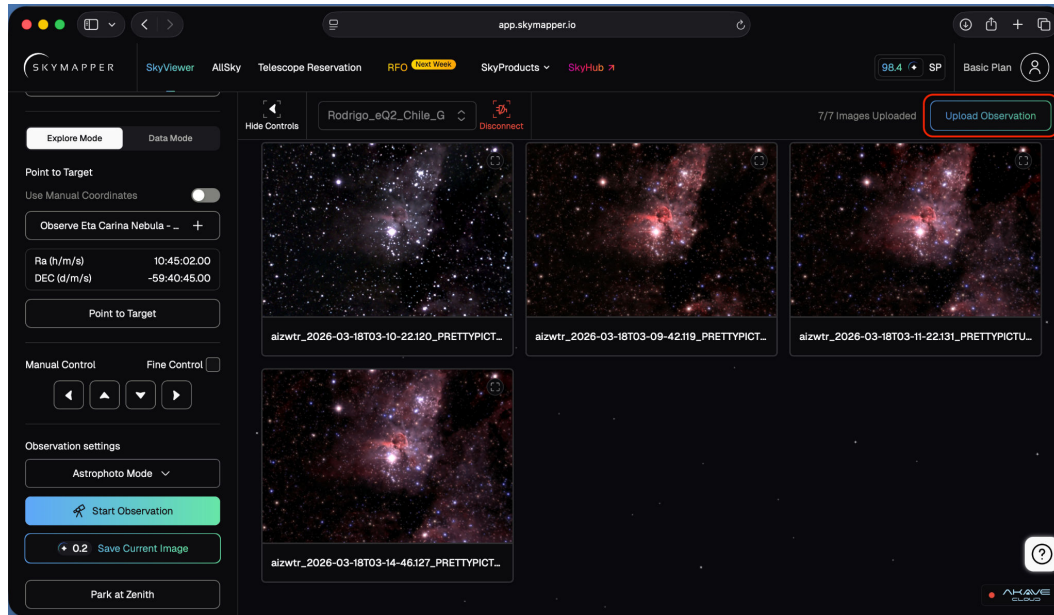 app.skymapper.io
SKYMAPPER
SkyViewer
AllSky
Telescope Reservation
RFO Next Week
SkyProducts
SkyHub
98.4 SP
Basic Plan
Hide Controls
Rodrigo_eQ2_Chile_G
Disconnect
7/7 Images Uploaded
Upload Observation
Explore Mode
Data Mode
Point to Target
Use Manual Coordinates
Observe Eta Carina Nebula - ...
Ra (h/m/s) 10:45:02.00
DEC (d/m/s) -59:40:45.00
Point to Target
Manual Control
Fine Control
Observation settings
Astrophoto Mode
Start Observation
0.2 Save Current Image
Park at Zenith
aizwtr_2026-03-18T03-10-22.120_PRETTYPICT...
aizwtr_2026-03-18T03-09-42.119_PRETTYPICT...
aizwtr_2026-03-18T03-11-22.131_PRETTYPICTU...
aizwtr_2026-03-18T03-14-46.127_PRETTYPICT...
?
AKAVE
CLOUD